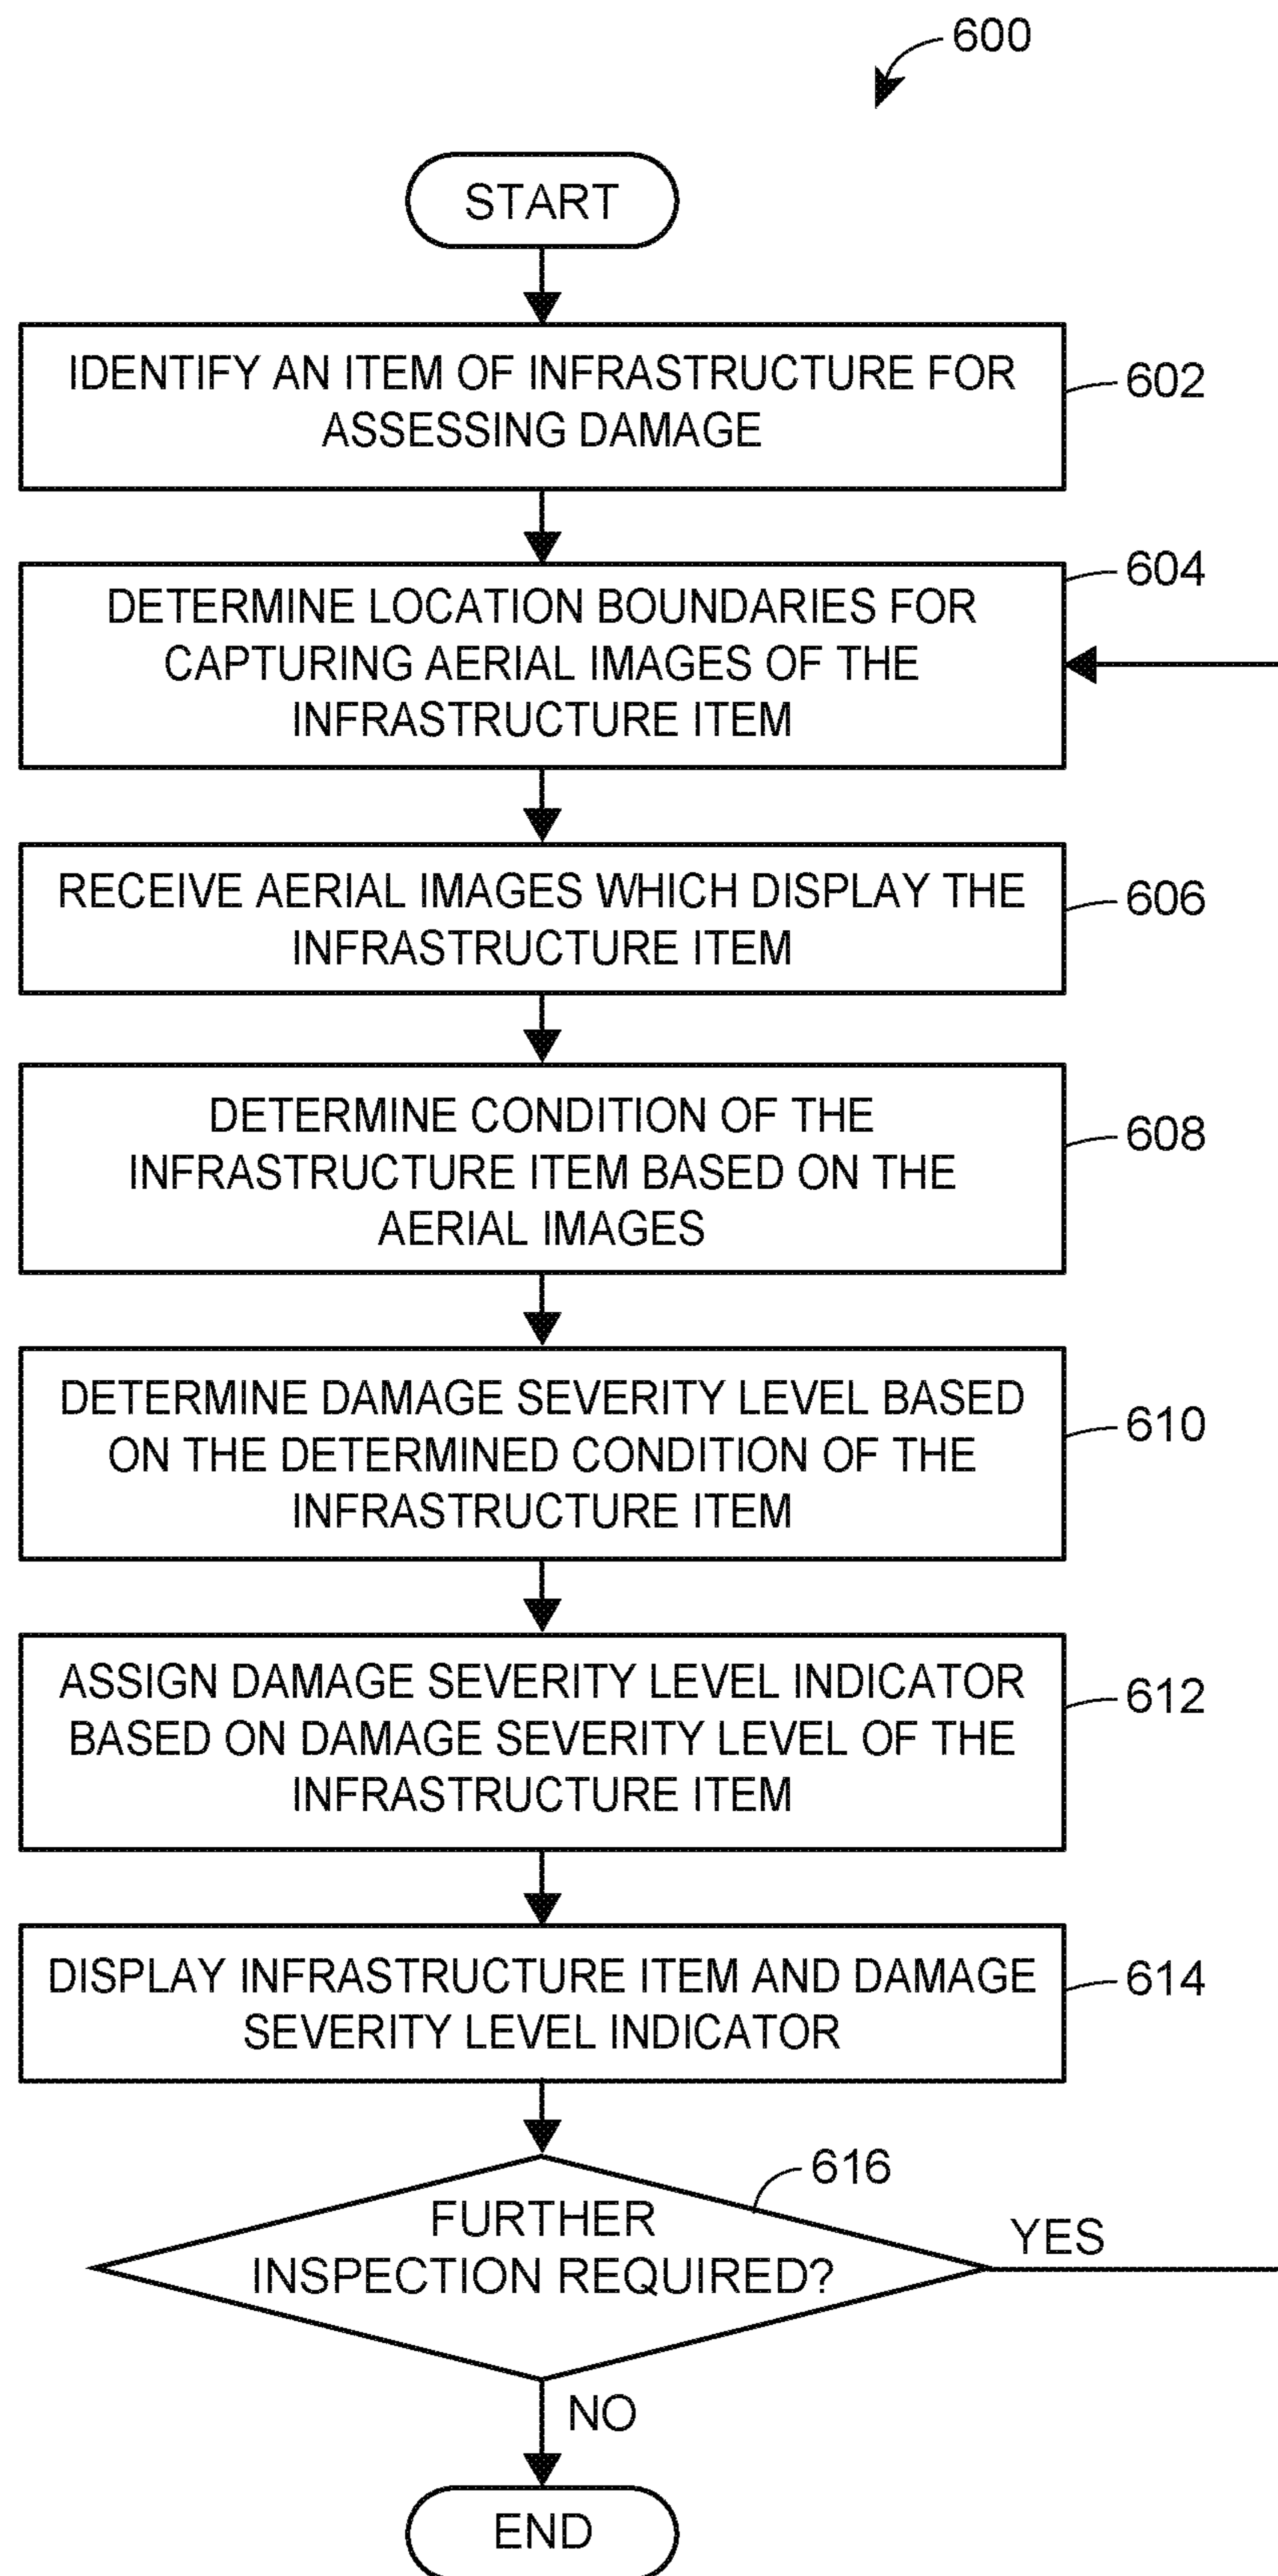 600
START
IDENTIFY AN ITEM OF INFRASTRUCTURE FOR
ASSESSING DAMAGE
602
DETERMINE LOCATION BOUNDARIES FOR
CAPTURING AERIAL IMAGES OF THE
INFRASTRUCTURE ITEM
604
RECEIVE AERIAL IMAGES WHICH DISPLAY THE
INFRASTRUCTURE ITEM
606
DETERMINE CONDITION OF THE
INFRASTRUCTURE ITEM BASED ON THE
AERIAL IMAGES
608
DETERMINE DAMAGE SEVERITY LEVEL BASED
ON THE DETERMINED CONDITION OF THE
INFRASTRUCTURE ITEM
610
ASSIGN DAMAGE SEVERITY LEVEL INDICATOR
BASED ON DAMAGE SEVERITY LEVEL OF THE
INFRASTRUCTURE ITEM
612
DISPLAY INFRASTRUCTURE ITEM AND DAMAGE
SEVERITY LEVEL INDICATOR
614
616
FURTHER
INSPECTION REQUIRED?
YES
NO
END